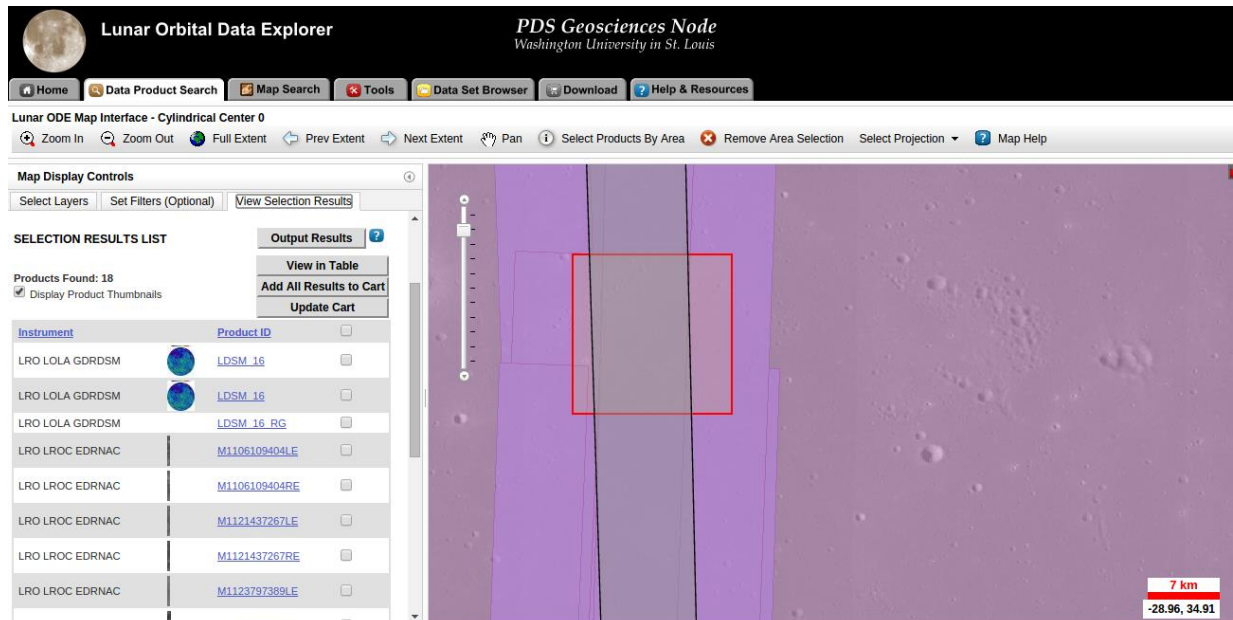 Lunar Orbital Data Explorer
PDS Geosciences Node
Washington University in St. Louis
Home Data Product Search Map Search Tools Data Set Browser Download Help & Resources
Lunar ODE Map Interface - Cylindrical Center 0
Zoom In Zoom Out Full Extent Prev Extent Next Extent Pan Select Products By Area Remove Area Selection Select Projection Map Help
Map Display Controls
Select Layers Set Filters (Optional) View Selection Results
SELECTION RESULTS LIST Output Results
View in Table
Products Found: 18
Display Product Thumbnails
Add All Results to Cart
Update Cart
Instrument Product ID
LRO LOLA GDRDSM LDSM_16
LRO LOLA GDRDSM LDSM_16
LRO LOLA GDRDSM LDSM_16_RG
LRO LROC EDRNAC M1106109404LE
LRO LROC EDRNAC M1106109404RE
LRO LROC EDRNAC M1121437267LE
LRO LROC EDRNAC M1121437267RE
LRO LROC EDRNAC M1123797389LE
7 km
-28.96, 34.91